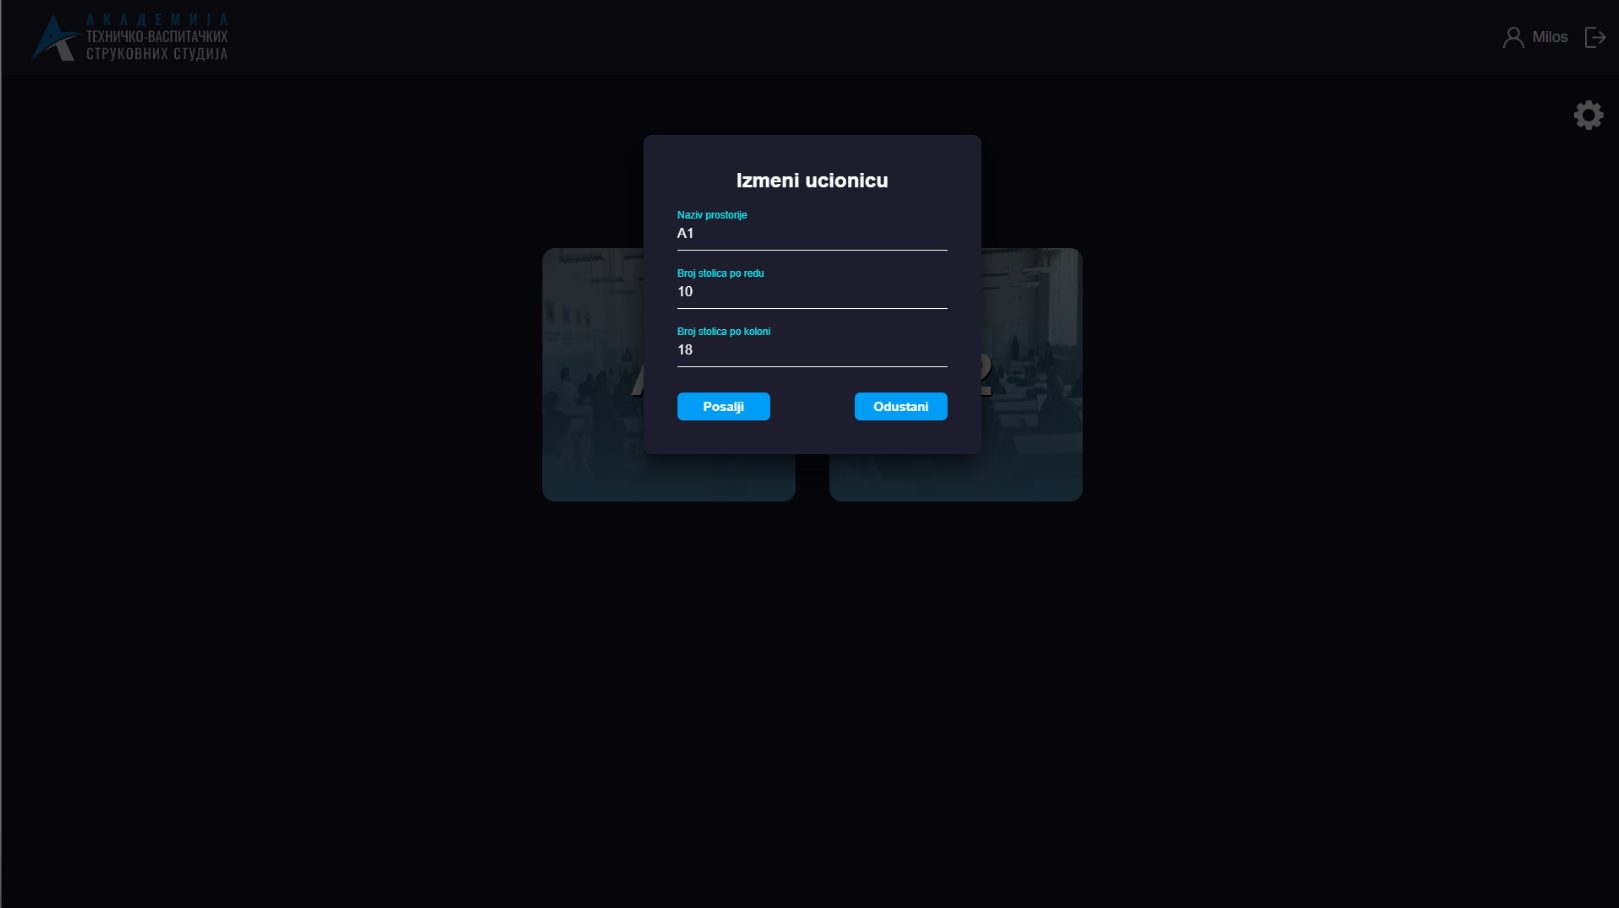 АКАДЕМИЈА
ТЕХНИЧКО-ВАСПИТАЧКИХ
СТРУКОВНИХ СТУДИЈА
Milos
Izmeni ucionicu
Naziv prostorije
A1
Broj stolica po redu
10
Broj stolica po koloni
18
Posalji
Odustani
2